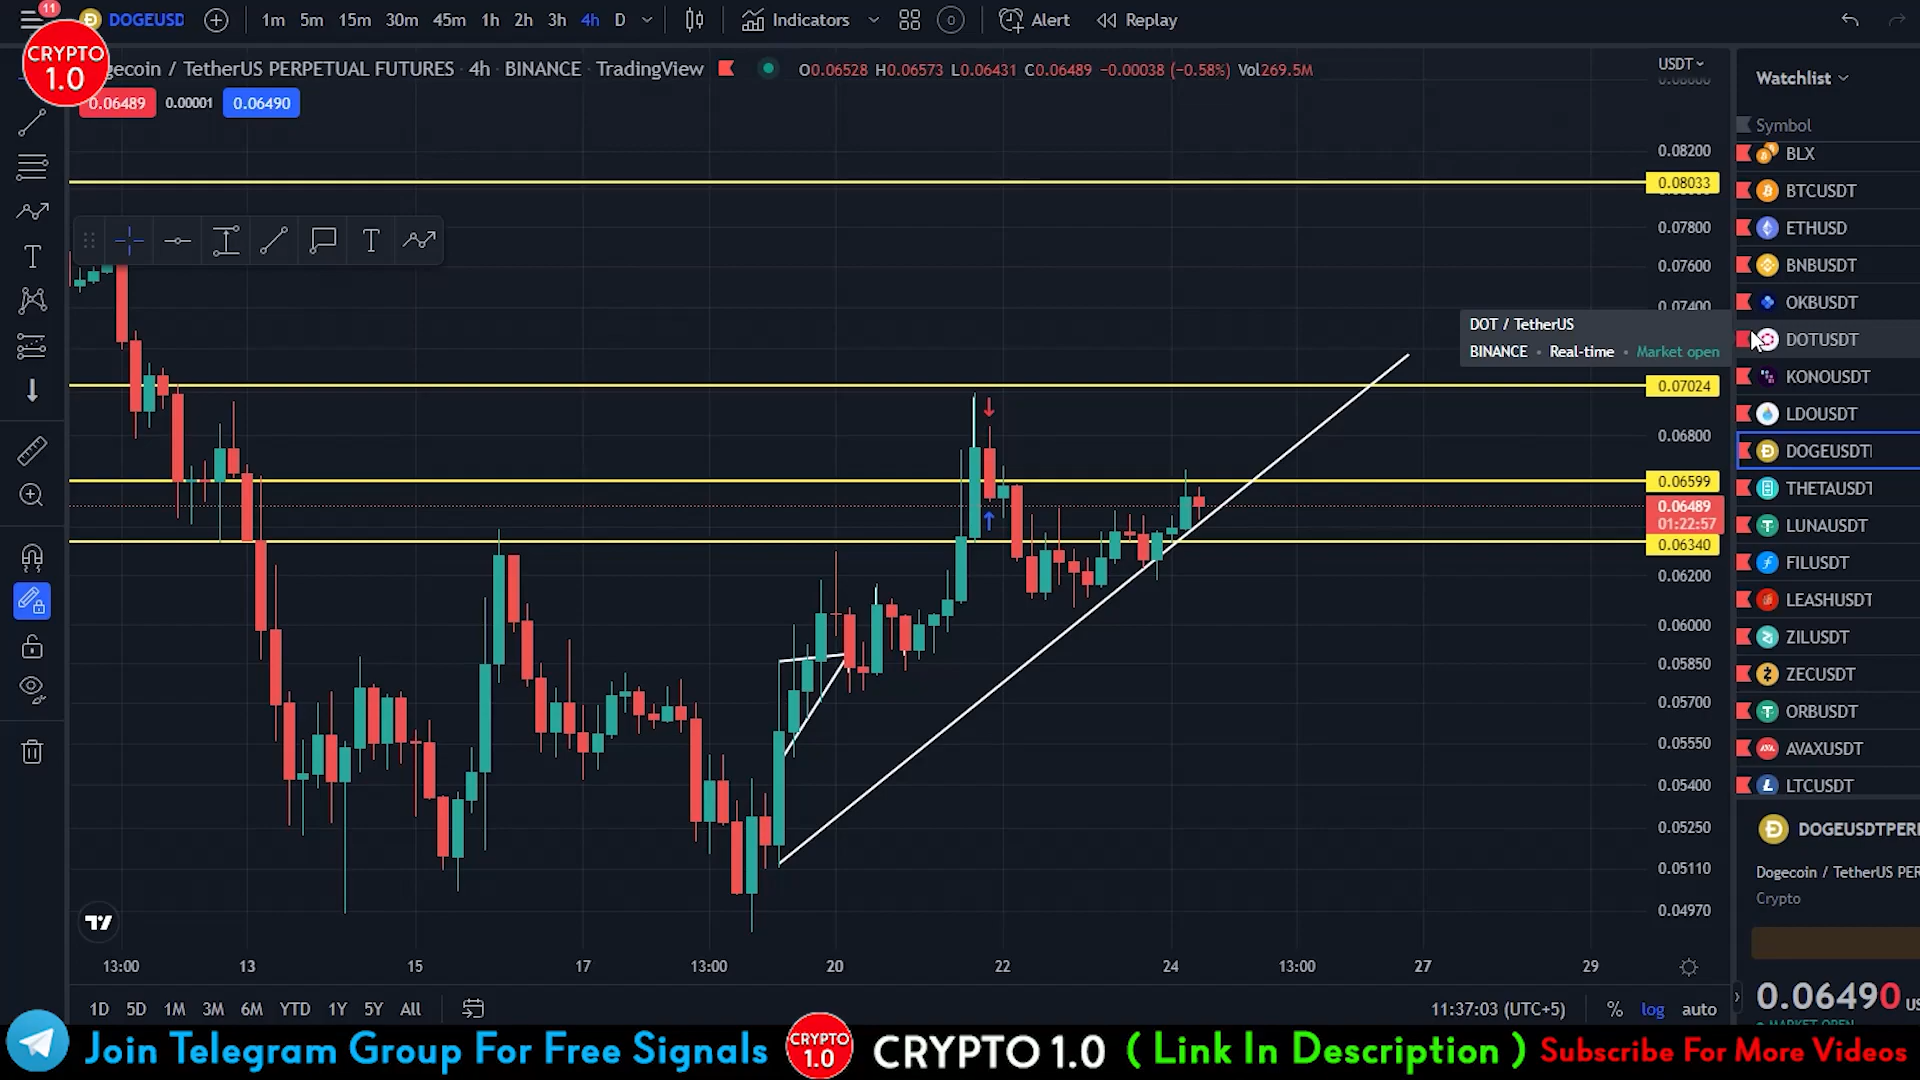 11
DOGEUSD
1m 5m 15m 30m 45m 1h 2h 3h 4h D
Indicators
Alert
Replay
CRYPTO
1.0
gecoin / TetherUS PERPETUAL FUTURES · 4h · BINANCE · TradingView
O0.06528 H0.06573 L0.06431 C0.06489 −0.00038 (−0.58%) Vol269.5M
0.06489 0.00001 0.06490
USDT
0.08200
0.08033
0.07800
0.07600
0.07400
0.07024
0.06800
0.06599
0.06489
01:22:57
0.06340
0.06200
0.06000
0.05850
0.05700
0.05550
0.05400
0.05250
0.05110
0.04970
DOT / TetherUS
BINANCE • Real-time • Market open
Watchlist
Symbol
BLX
BTCUSDT
ETHUSD
BNBUSDT
OKBUSDT
DOTUSDT
KONOUSDT
LDOUSDT
DOGEUSDT
THETAUSDT
LUNAUSDT
FILUSDT
LEASHUSDT
ZILUSDT
ZECUSDT
ORBUSDT
AVAXUSDT
LTCUSDT
DOGEUSDTPER
Dogecoin / TetherUS PER
Crypto
0.06490 US
MARKET OPEN
13:00 13 15 17 13:00 20 22 24 13:00 27 29
1D 5D 1M 3M 6M YTD 1Y 5Y All
11:37:03 (UTC+5) % log auto
Join Telegram Group For Free Signals
CRYPTO
1.0
CRYPTO 1.0
( Link In Description )
Subscribe For More Videos